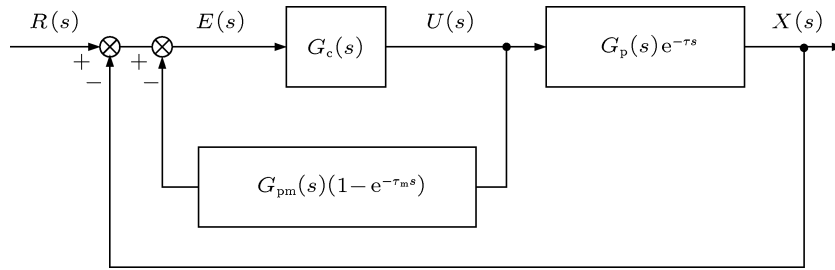 R(s)
E(s)
U(s)
X(s)
+
−
+
−
G_c(s)
G_p(s) e^{−τs}
G_pm(s)(1−e^{−τ_m s})